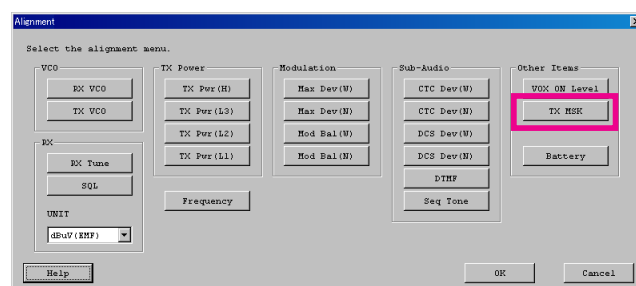 Alignment
Select the alignment menu.
VCO
RX VCO
TX VCO
RX
RX Tune
SQL
UNIT
dBuV(EMF)
TX Power
TX Pwr(H)
TX Pwr(L3)
TX Pwr(L2)
TX Pwr(L1)
Frequency
Modulation
Max Dev(W)
Max Dev(N)
Mod Bal(W)
Mod Bal(N)
Sub-Audio
CTC Dev(W)
CTC Dev(N)
DCS Dev(W)
DCS Dev(N)
DTMF
Seq Tone
Other Items
VOX ON Level
TX MSK
Battery
Help
OK
Cancel